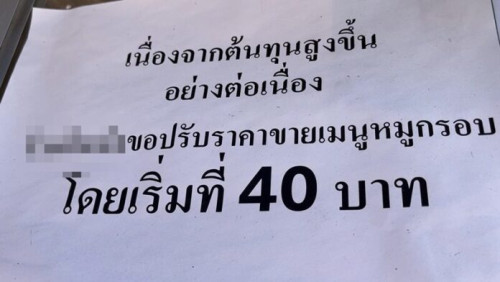 เนื่องจากต้นทุนสูงขึ้น
อย่างต่อเนื่อง
ขอปรับราคาขายเมนูหมูกรอบ
โดยเริ่มที่ 40 บาท